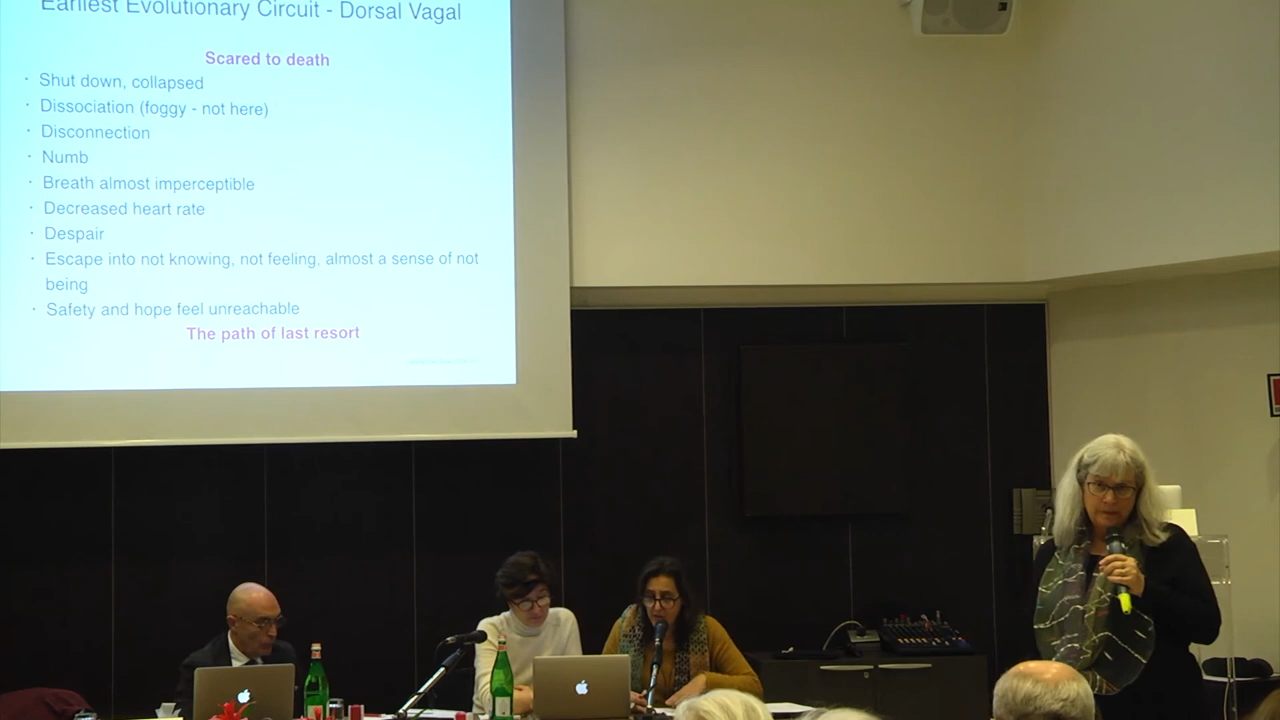 Earliest Evolutionary Circuit - Dorsal Vagal
Scared to death
· Shut down, collapsed
· Dissociation (foggy - not here)
· Disconnection
· Numb
· Breath almost imperceptible
· Decreased heart rate
· Despair
· Escape into not knowing, not feeling, almost a sense of not
being
· Safety and hope feel unreachable
The path of last resort